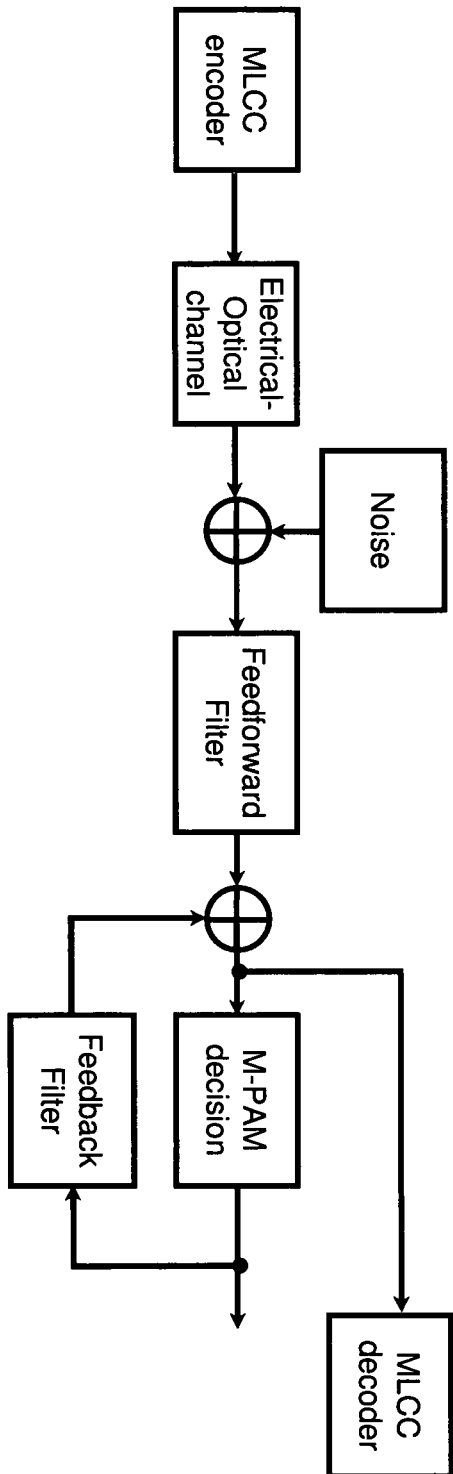 MLCC
encoder
Electrical-
Optical
channel
Noise
Feedforward
Filter
M-PAM
decision
Feedback
Filter
MLCC
decoder